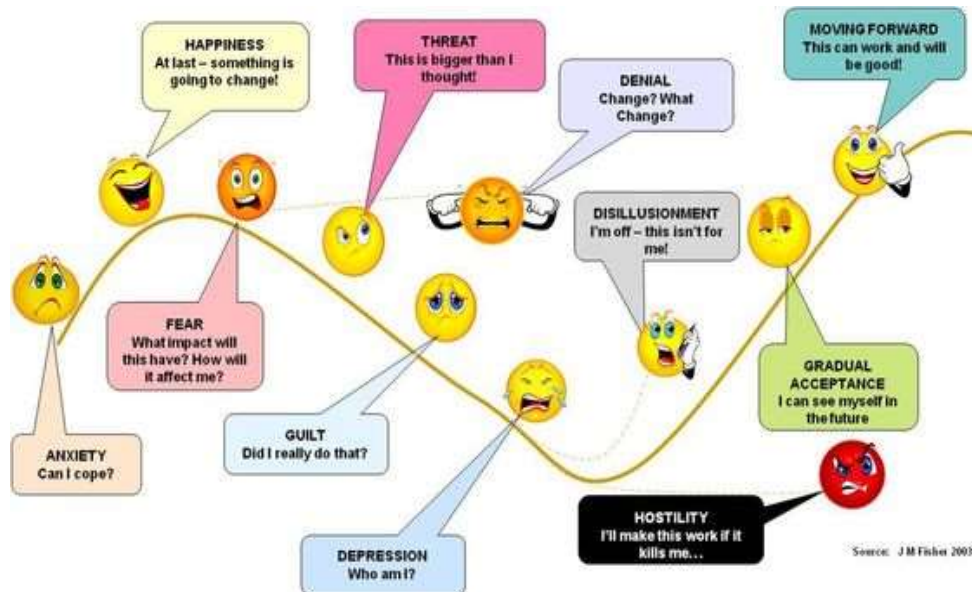 HAPPINESS
At last – something is
going to change!
THREAT
This is bigger than I
thought!
DENIAL
Change? What
Change?
MOVING FORWARD
This can work and will
be good!
DISILLUSIONMENT
I'm off – this isn't for
me!
FEAR
What impact will
this have? How will
it affect me?
GRADUAL
ACCEPTANCE
I can see myself in
the future
ANXIETY
Can I cope?
GUILT
Did I really do that?
HOSTILITY
I'll make this work if it
kills me...
DEPRESSION
Who am I?
Source: J M Fisher 2003